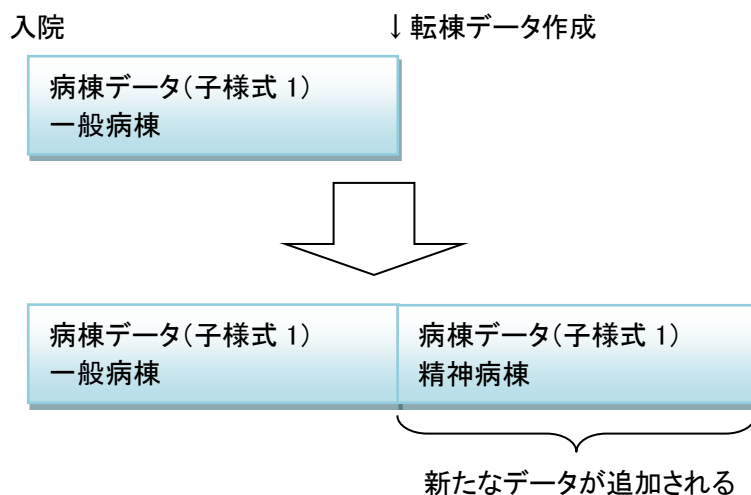 入院
↓転棟データ作成
病棟データ(子様式 1)
一般病棟
病棟データ(子様式 1)
一般病棟
病棟データ(子様式 1)
精神病棟
新たなデータが追加される